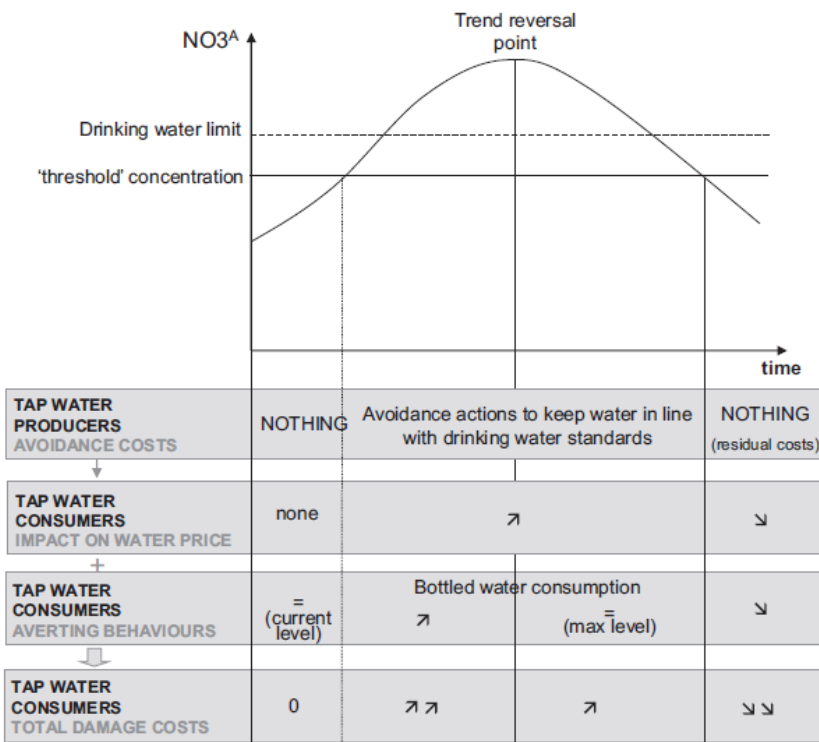 Trend reversal
point
NO3ᴬ
Drinking water limit
'threshold' concentration
time
TAP WATER
PRODUCERS
AVOIDANCE COSTS
NOTHING
Avoidance actions to keep water in line
with drinking water standards
NOTHING
(residual costs)
TAP WATER
CONSUMERS
IMPACT ON WATER PRICE
none
↗
↘
+
TAP WATER
CONSUMERS
AVERTING BEHAVIOURS
=
(current
level)
Bottled water consumption
↗
=
(max level)
↘
TAP WATER
CONSUMERS
TOTAL DAMAGE COSTS
0
↗ ↗
↗
↘ ↘